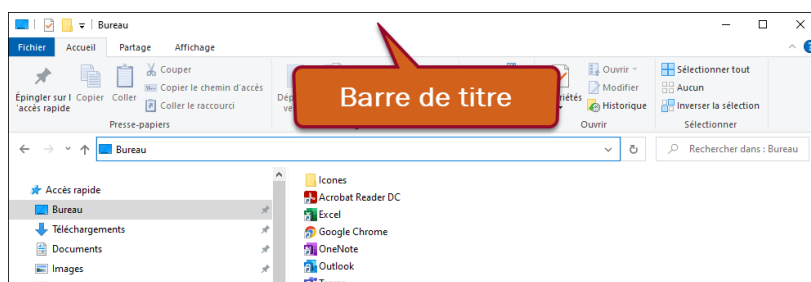 Bureau
Fichier Accueil Partage Affichage
Épingler sur l'accès rapide
Copier
Coller
Couper
Copier le chemin d'accès
Coller le raccourci
Presse-papiers
Barre de titre
Ouvrir
Modifier
Historique
Ouvrir
Sélectionner tout
Aucun
Inverser la sélection
Sélectionner
Bureau
Rechercher dans : Bureau
Accès rapide
Bureau
Téléchargements
Documents
Images
Icones
Acrobat Reader DC
Excel
Google Chrome
OneNote
Outlook